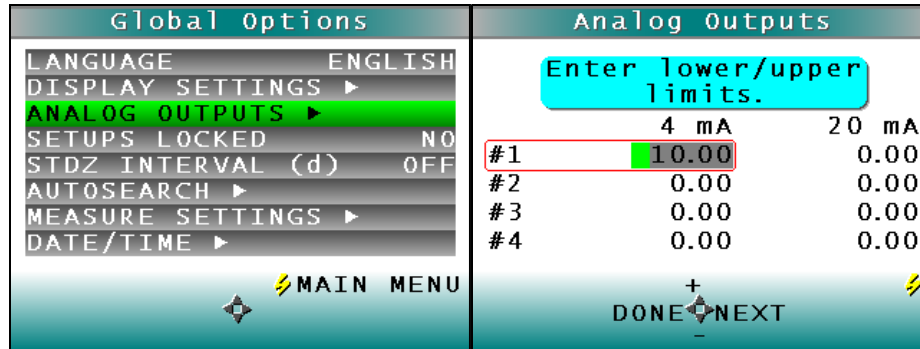 Global Options
LANGUAGE ENGLISH
DISPLAY SETTINGS ▶
ANALOG OUTPUTS ▶
SETUPS LOCKED NO
STDZ INTERVAL (d) OFF
AUTOSEARCH ▶
MEASURE SETTINGS ▶
DATE/TIME ▶
MAIN MENU
Analog Outputs
Enter lower/upper
limits.
4 mA 20 mA
#1 10.00 0.00
#2 0.00 0.00
#3 0.00 0.00
#4 0.00 0.00
+
DONE NEXT
-